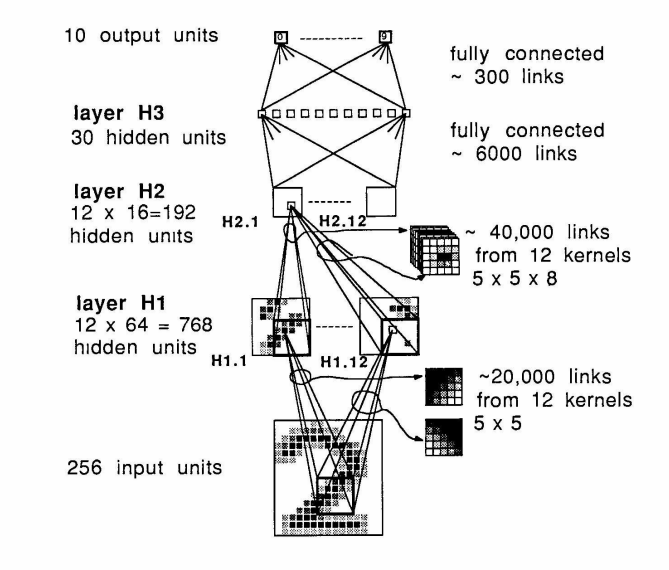 10 output units
0
9
fully connected
~ 300 links
layer H3
30 hidden units
fully connected
~ 6000 links
layer H2
12 x 16=192
hidden units
H2.1
H2.12
~ 40,000 links
from 12 kernels
5 x 5 x 8
layer H1
12 x 64 = 768
hidden units
H1.1
H1.12
~20,000 links
from 12 kernels
5 x 5
256 input units